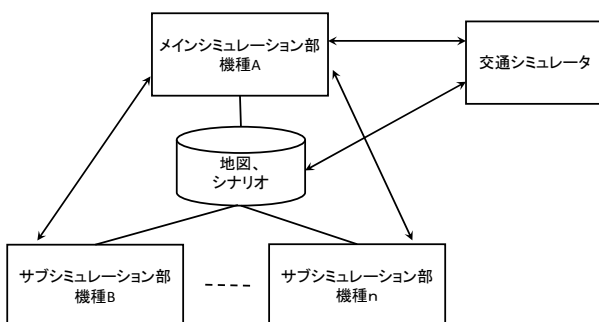 メインシミュレーション部
機種A
交通シミュレータ
地図、
シナリオ
サブシミュレーション部
機種B
サブシミュレーション部
機種ｎ